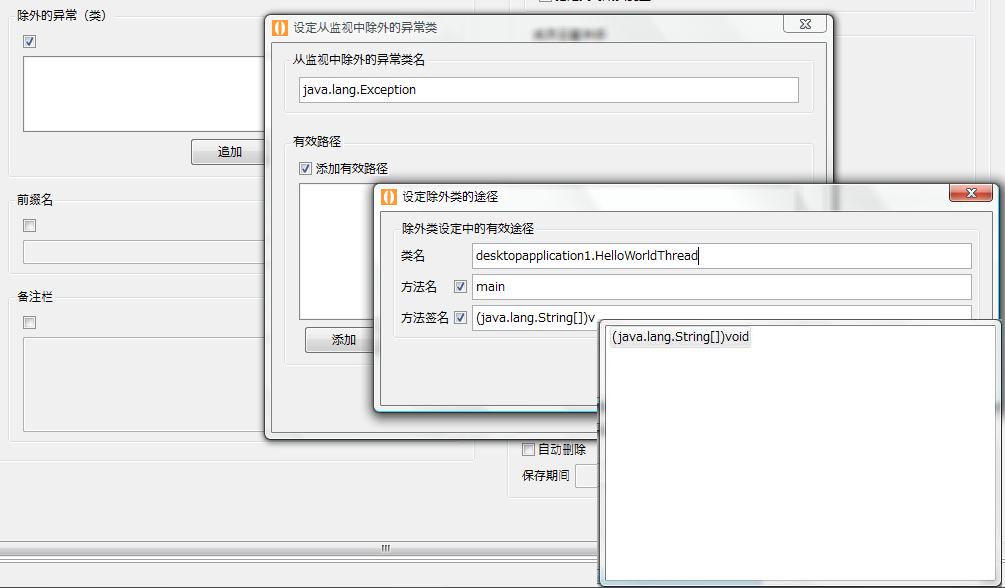 除外的异常（类）
追加
前缀名
备注栏
设定从监视中除外的异常类
从监视中除外的异常类名
java.lang.Exception
有效路径
添加有效路径
添加
设定除外类的途径
除外类设定中的有效途径
类名
desktopapplication1.HelloWorldThread
方法名
main
方法签名
(java.lang.String[])v
(java.lang.String[])void
自动删除
保存期间